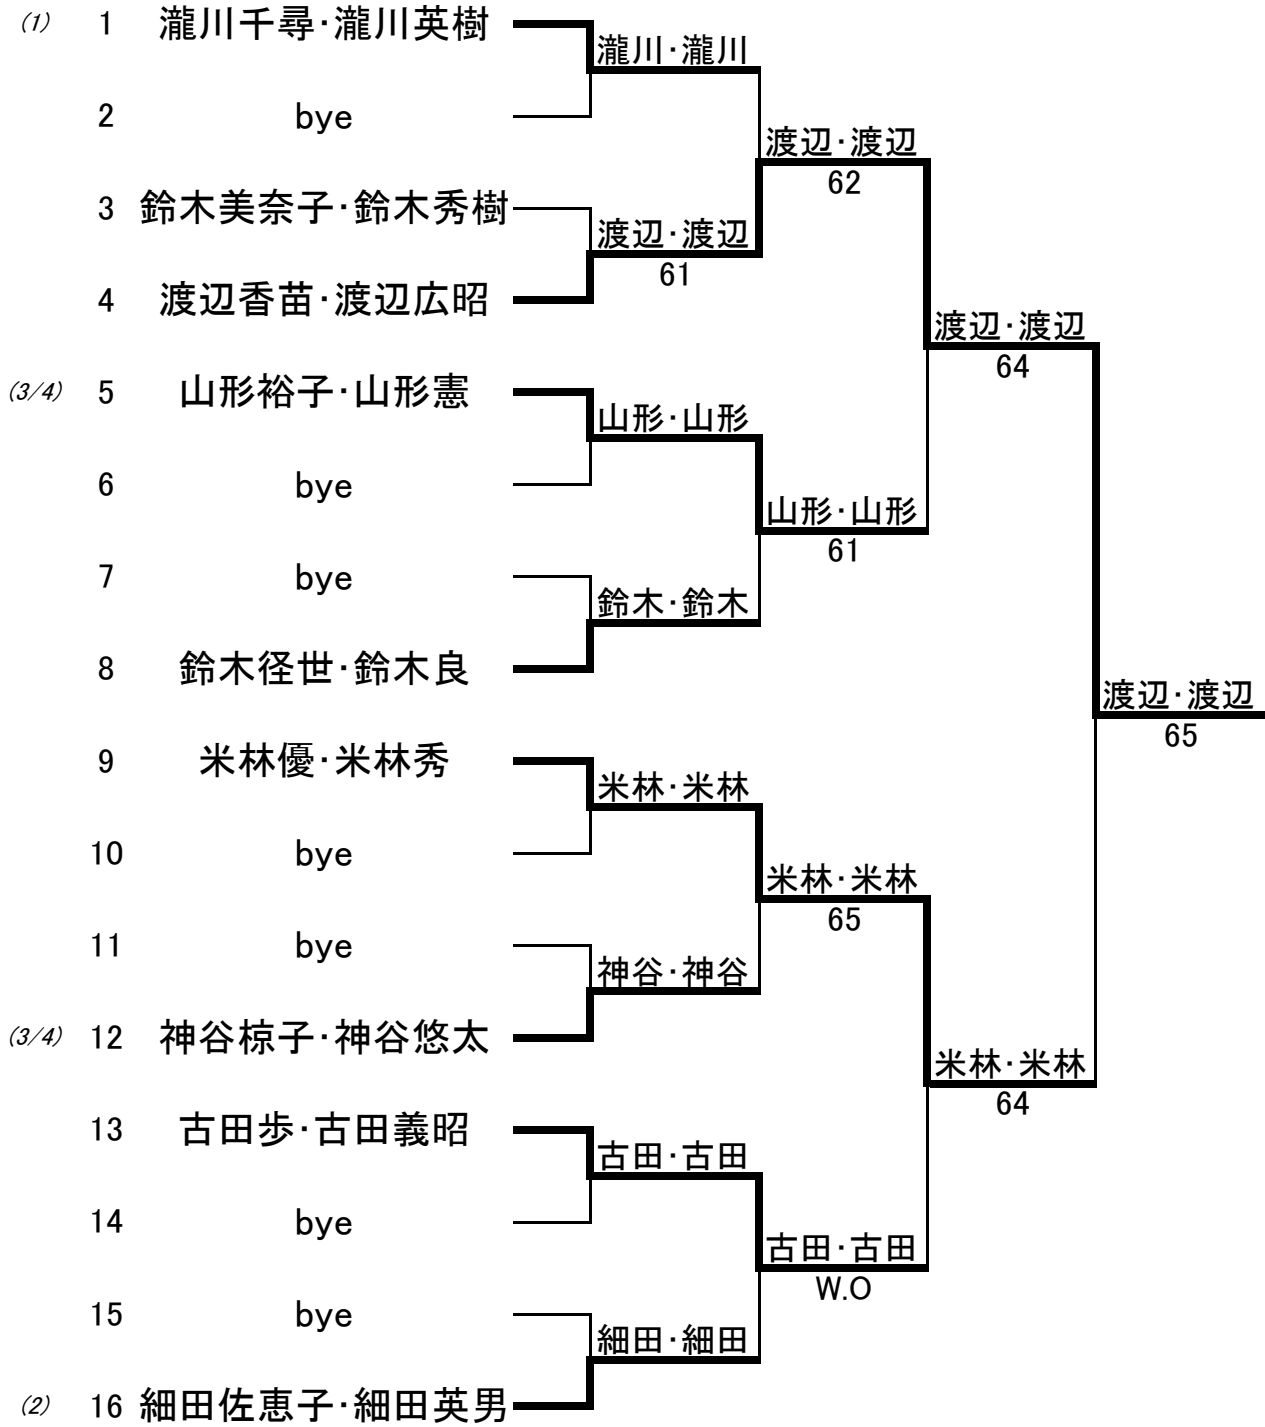 (1) 1 瀧川千尋・瀧川英樹
瀧川・瀧川
2 bye
渡辺・渡辺
62
3 鈴木美奈子・鈴木秀樹
渡辺・渡辺
61
4 渡辺香苗・渡辺広昭
渡辺・渡辺
64
(3/4) 5 山形裕子・山形憲
山形・山形
6 bye
山形・山形
61
7 bye
鈴木・鈴木
8 鈴木径世・鈴木良
渡辺・渡辺
65
9 米林優・米林秀
米林・米林
10 bye
米林・米林
65
11 bye
神谷・神谷
(3/4) 12 神谷椋子・神谷悠太
米林・米林
64
13 古田歩・古田義昭
古田・古田
14 bye
古田・古田
W.O
15 bye
細田・細田
(2) 16 細田佐恵子・細田英男